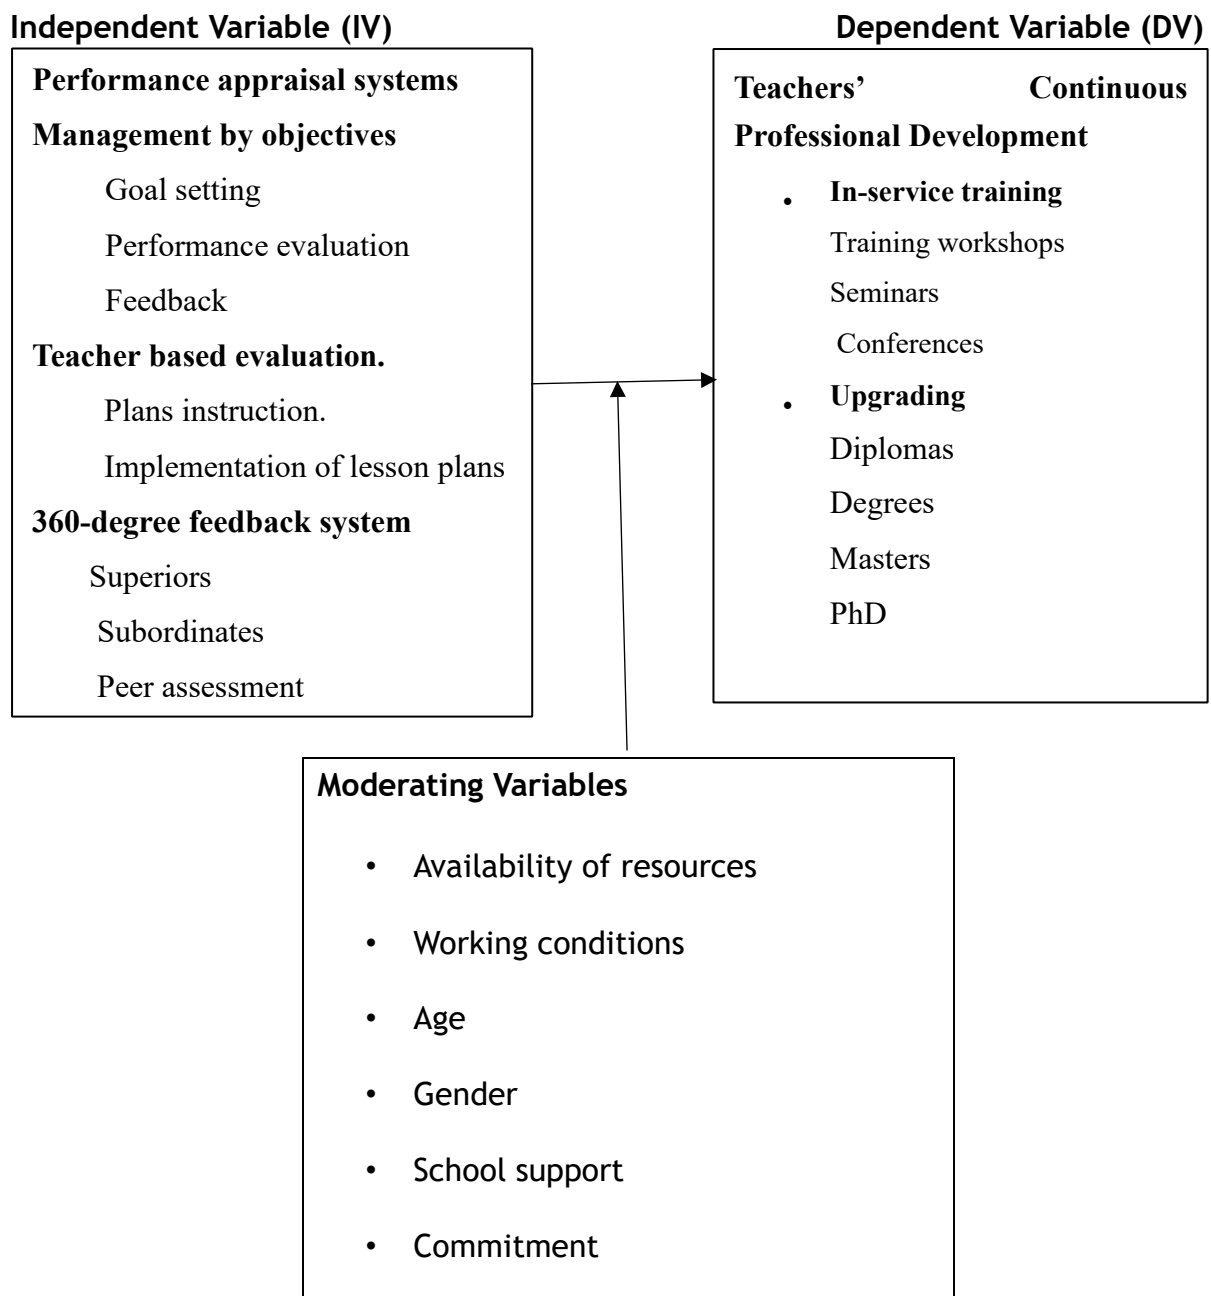 Independent Variable (IV)
Dependent Variable (DV)
Performance appraisal systems
Management by objectives
Goal setting
Performance evaluation
Feedback
Teacher based evaluation.
Plans instruction.
Implementation of lesson plans
360-degree feedback system
Superiors
Subordinates
Peer assessment
Teachers’ Continuous
Professional Development
• In-service training
Training workshops
Seminars
Conferences
• Upgrading
Diplomas
Degrees
Masters
PhD
Moderating Variables
• Availability of resources
• Working conditions
• Age
• Gender
• School support
• Commitment